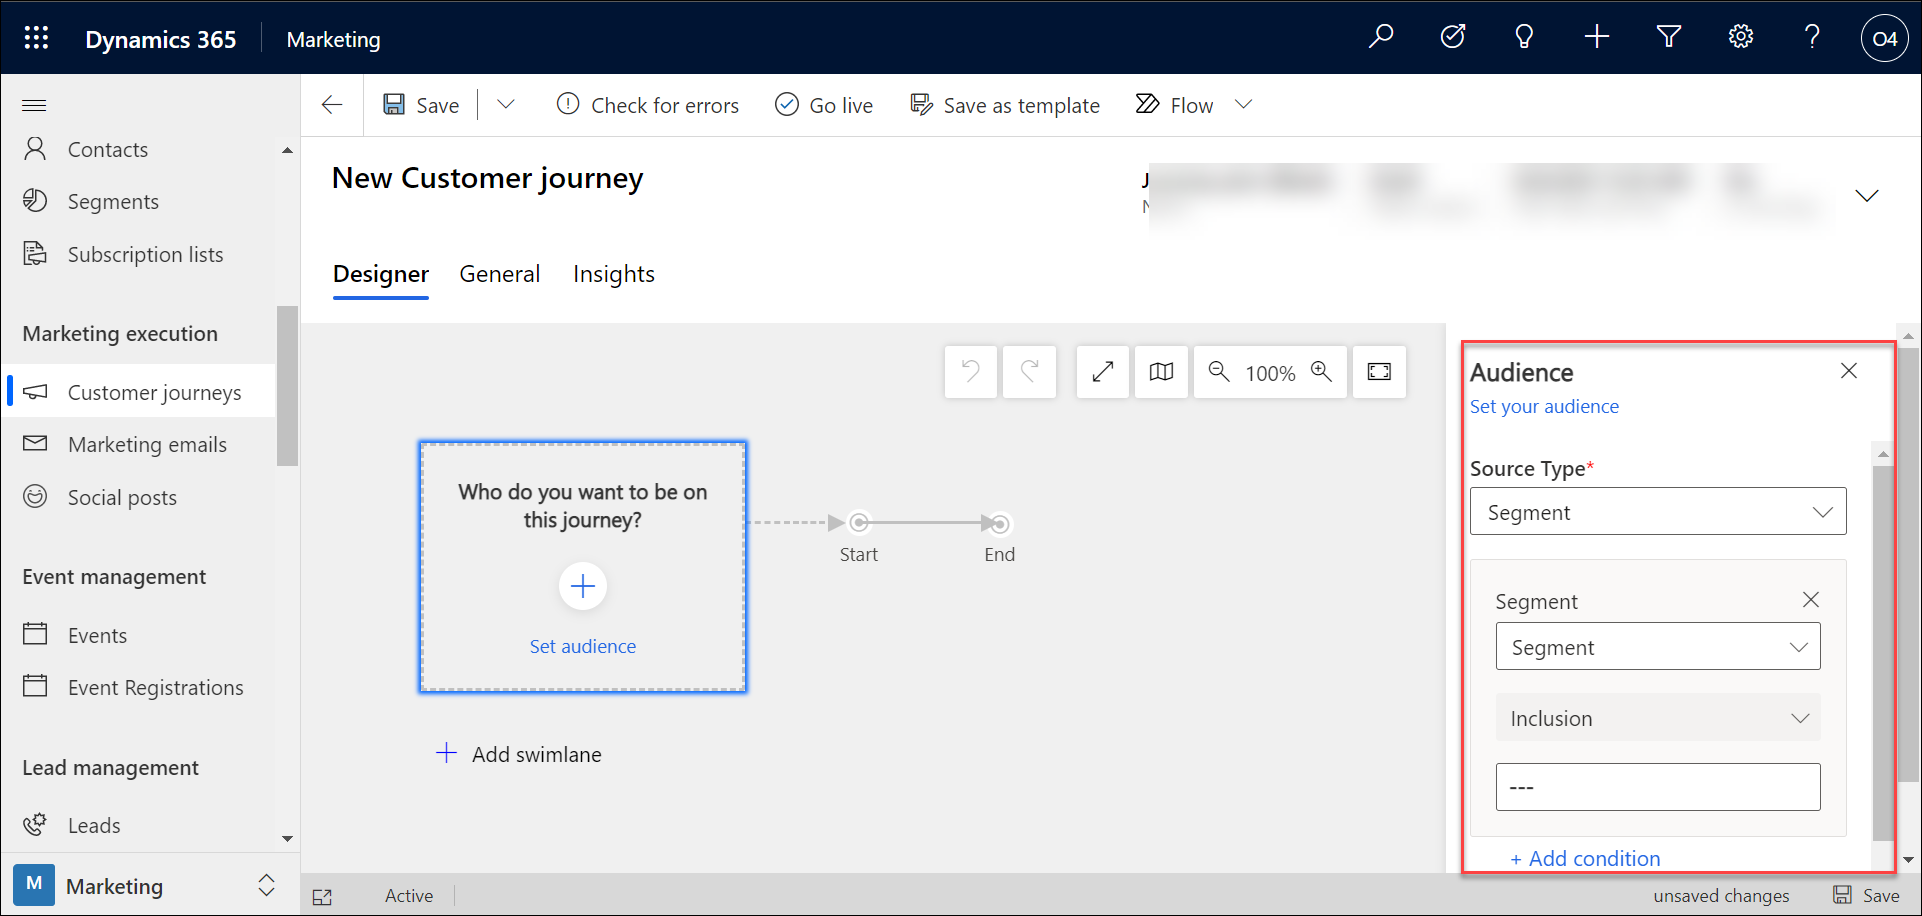 Dynamics 365
Marketing
O4
Save
Check for errors
Go live
Save as template
Flow
Contacts
Segments
Subscription lists
Marketing execution
Customer journeys
Marketing emails
Social posts
Event management
Events
Event Registrations
Lead management
Leads
M
Marketing
New Customer journey
Designer
General
Insights
100%
Who do you want to be on
this journey?
Set audience
Start
End
Add swimlane
Audience
Set your audience
Source Type*
Segment
Segment
Segment
Inclusion
---
+ Add condition
Active
unsaved changes
Save